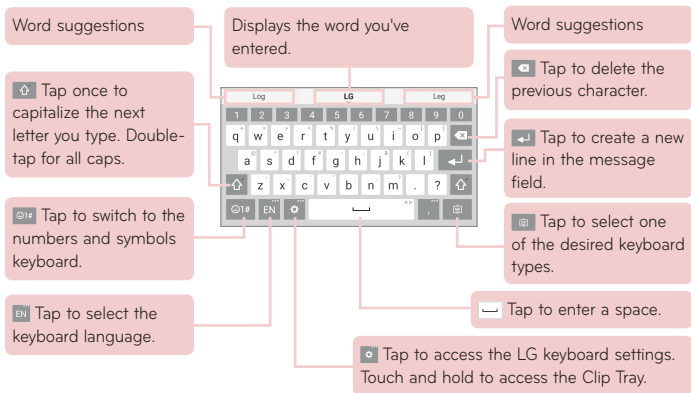 Word suggestions
Displays the word you've
entered.
Word suggestions
Tap once to
capitalize the next
letter you type. Double-
tap for all caps.
Tap to delete the
previous character.
Tap to create a new
line in the message
field.
Log LG Leg
1 2 3 4 5 6 7 8 9 0
q w e r t y u i o p
a s d f g h j k l
z x c v b n m . ?
☺1# EN ,
☺1# Tap to switch to the
numbers and symbols
keyboard.
Tap to select one
of the desired keyboard
types.
EN Tap to select the
keyboard language.
Tap to enter a space.
Tap to access the LG keyboard settings.
Touch and hold to access the Clip Tray.